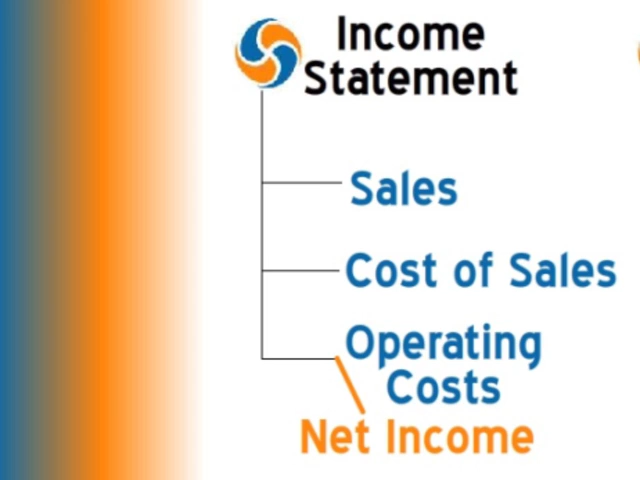 Income
Statement
Sales
Cost of Sales
Operating
Costs
Net Income